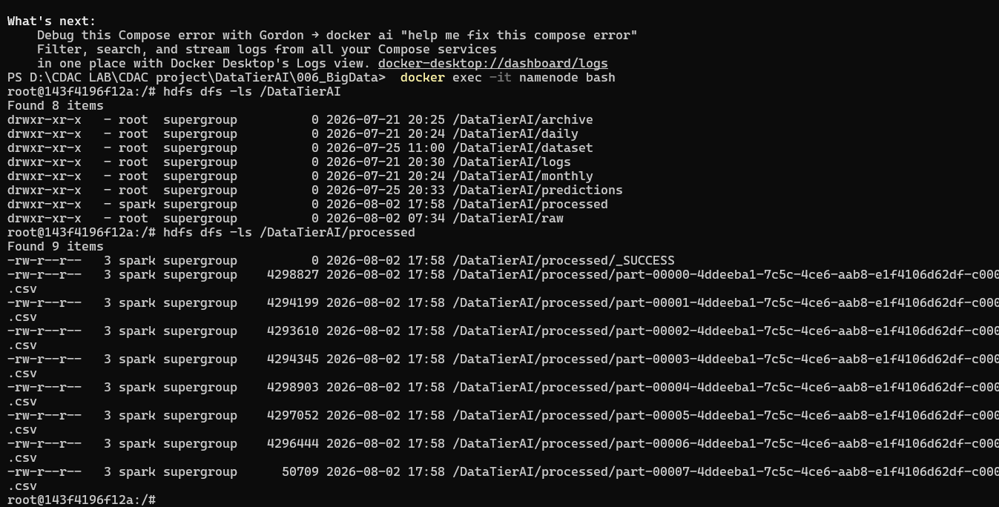 What's next:
    Debug this Compose error with Gordon → docker ai "help me fix this compose error"
    Filter, search, and stream logs from all your Compose services
    in one place with Docker Desktop's Logs view. docker-desktop://dashboard/logs
PS D:\CDAC LAB\CDAC project\DataTierAI\006_BigData>  docker exec -it namenode bash
root@143f4196f12a:/# hdfs dfs -ls /DataTierAI
Found 8 items
drwxr-xr-x   - root  supergroup          0 2026-07-21 20:25 /DataTierAI/archive
drwxr-xr-x   - root  supergroup          0 2026-07-21 20:24 /DataTierAI/daily
drwxr-xr-x   - root  supergroup          0 2026-07-25 11:00 /DataTierAI/dataset
drwxr-xr-x   - root  supergroup          0 2026-07-21 20:30 /DataTierAI/logs
drwxr-xr-x   - root  supergroup          0 2026-07-21 20:24 /DataTierAI/monthly
drwxr-xr-x   - root  supergroup          0 2026-07-25 20:33 /DataTierAI/predictions
drwxr-xr-x   - spark supergroup          0 2026-08-02 17:58 /DataTierAI/processed
drwxr-xr-x   - root  supergroup          0 2026-08-02 07:34 /DataTierAI/raw
root@143f4196f12a:/# hdfs dfs -ls /DataTierAI/processed
Found 9 items
-rw-r--r--   3 spark supergroup          0 2026-08-02 17:58 /DataTierAI/processed/_SUCCESS
-rw-r--r--   3 spark supergroup    4298827 2026-08-02 17:58 /DataTierAI/processed/part-00000-4ddeeba1-7c5c-4ce6-aab8-e1f4106d62df-c000
.csv
-rw-r--r--   3 spark supergroup    4294199 2026-08-02 17:58 /DataTierAI/processed/part-00001-4ddeeba1-7c5c-4ce6-aab8-e1f4106d62df-c000
.csv
-rw-r--r--   3 spark supergroup    4293610 2026-08-02 17:58 /DataTierAI/processed/part-00002-4ddeeba1-7c5c-4ce6-aab8-e1f4106d62df-c000
.csv
-rw-r--r--   3 spark supergroup    4294345 2026-08-02 17:58 /DataTierAI/processed/part-00003-4ddeeba1-7c5c-4ce6-aab8-e1f4106d62df-c000
.csv
-rw-r--r--   3 spark supergroup    4298903 2026-08-02 17:58 /DataTierAI/processed/part-00004-4ddeeba1-7c5c-4ce6-aab8-e1f4106d62df-c000
.csv
-rw-r--r--   3 spark supergroup    4297052 2026-08-02 17:58 /DataTierAI/processed/part-00005-4ddeeba1-7c5c-4ce6-aab8-e1f4106d62df-c000
.csv
-rw-r--r--   3 spark supergroup    4296444 2026-08-02 17:58 /DataTierAI/processed/part-00006-4ddeeba1-7c5c-4ce6-aab8-e1f4106d62df-c000
.csv
-rw-r--r--   3 spark supergroup      50709 2026-08-02 17:58 /DataTierAI/processed/part-00007-4ddeeba1-7c5c-4ce6-aab8-e1f4106d62df-c000
.csv
root@143f4196f12a:/#